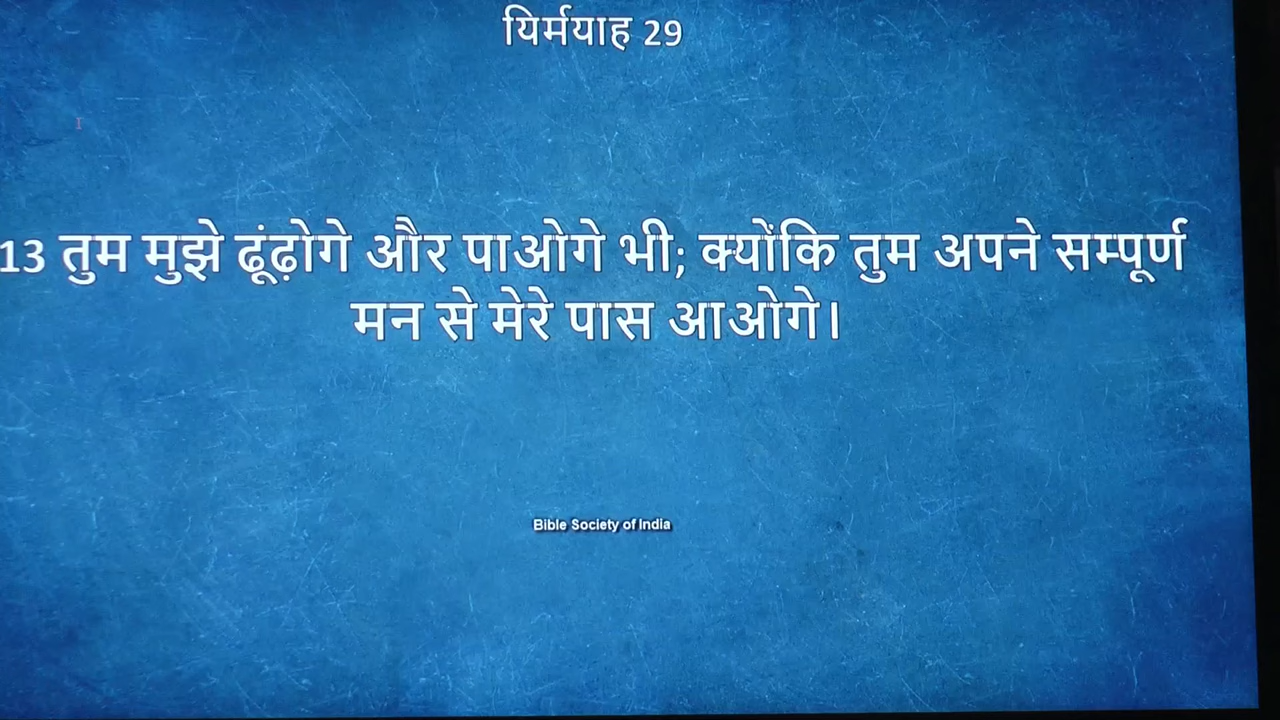 यिर्मयाह 29
13 तुम मुझे ढूंढ़ोगे और पाओगे भी; क्योंकि तुम अपने सम्पूर्ण
मन से मेरे पास आओगे।
Bible Society of India